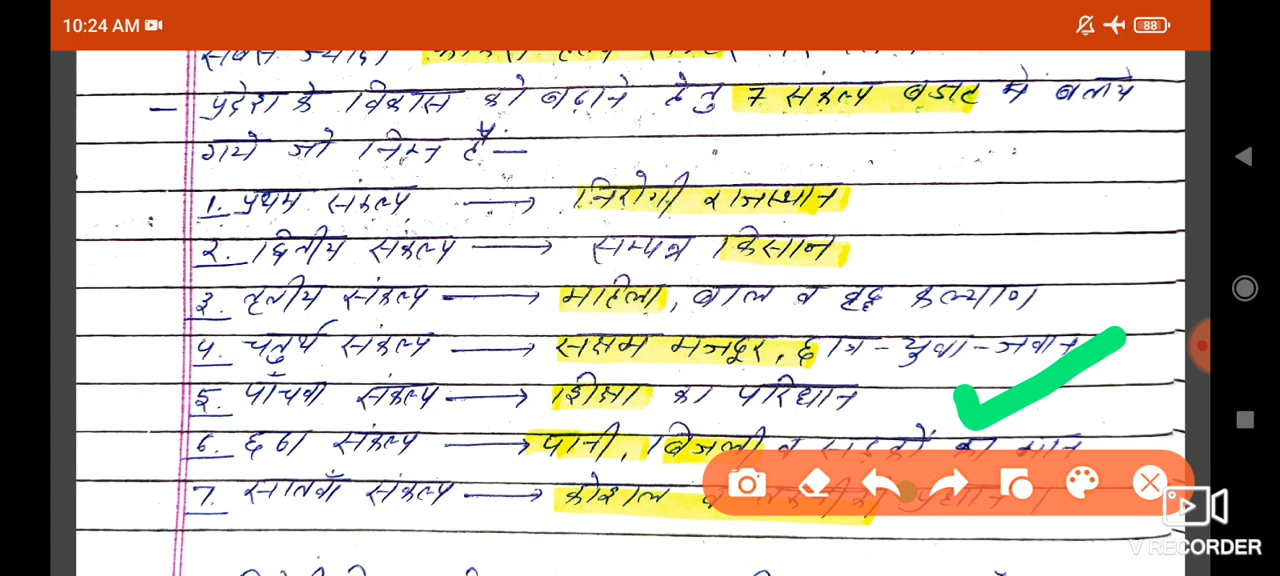 10:24 AM
88
– प्रदेश के विकास को बढाने हेतु 7 संकल्प बजट मे बताये
गये जो निम्न है —
1. प्रथम संकल्प → निरोगी राजस्थान
2. द्वितीय संकल्प → सम्पन्न किसान
3. तृतीय संकल्प → महिला, बाल व वृद्ध कल्याण
4. चतुर्थ संकल्प → सक्षम मजदूर, छात्र - युवा - जवान
5. पाँचवा संकल्प → शिक्षा का परिधान
6. छठा संकल्प → पानी, बिजली व सड़कों का मान
7. सातवाँ संकल्प → कौशल व
V RECORDER